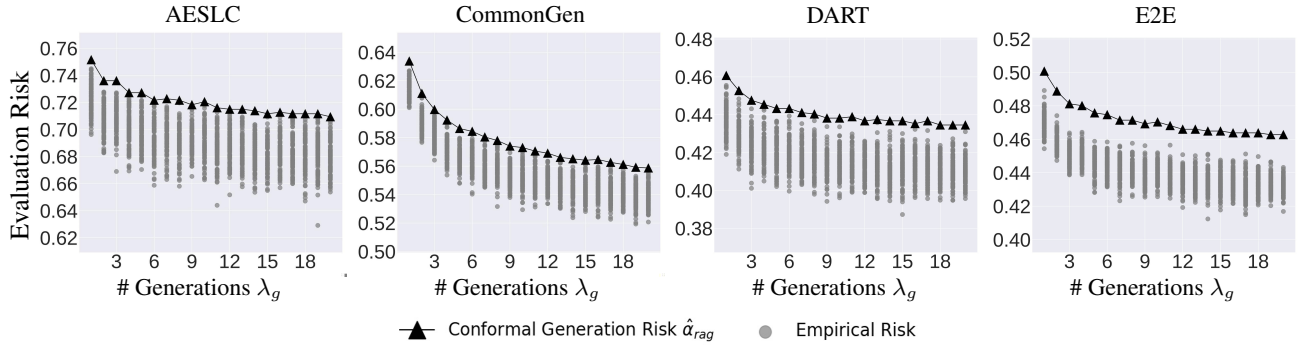 AESLC CommonGen DART E2E
Evaluation Risk
0.76 0.74 0.72 0.70 0.68 0.66 0.64 0.62
0.64 0.62 0.60 0.58 0.56 0.54 0.52 0.50
0.48 0.46 0.44 0.42 0.40 0.38
0.52 0.50 0.48 0.46 0.44 0.42 0.40
3 6 9 12 15 18 3 6 9 12 15 18 3 6 9 12 15 18 3 6 9 12 15 18
# Generations λg # Generations λg # Generations λg # Generations λg
Conformal Generation Risk α̂rag Empirical Risk